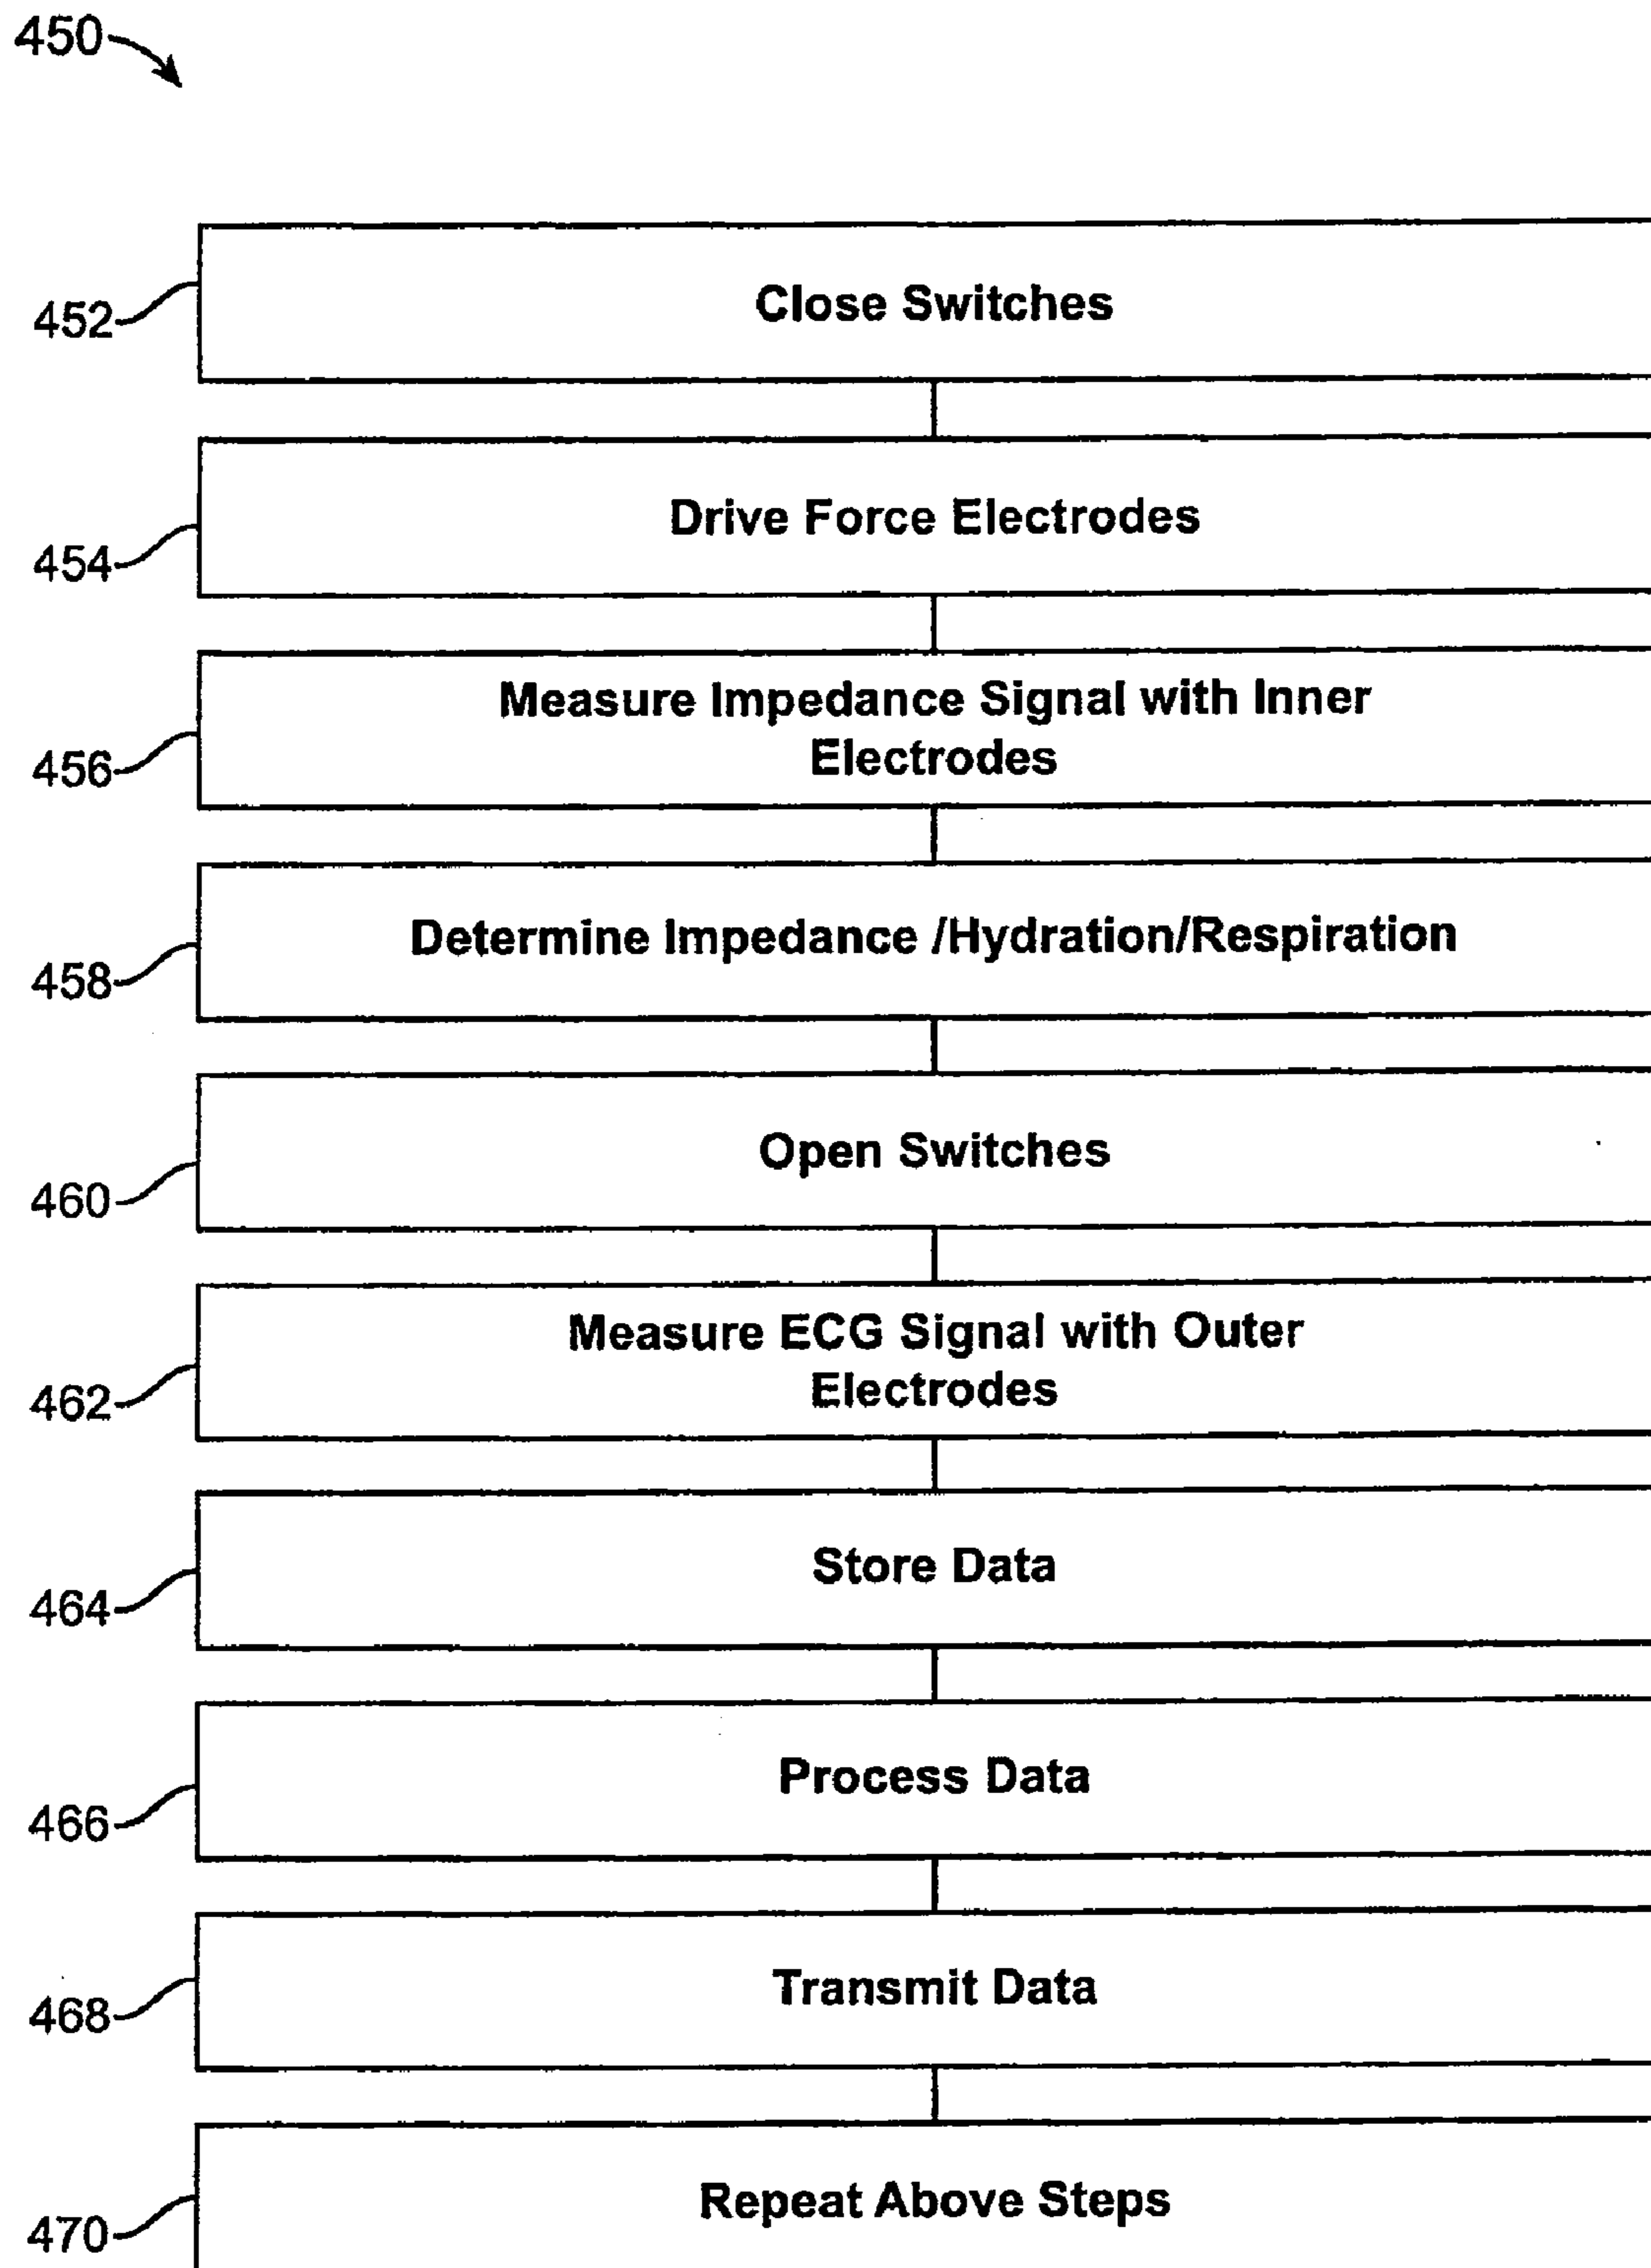 450
452
Close Switches
454
Drive Force Electrodes
456
Measure Impedance Signal with Inner
Electrodes
458
Determine Impedance /Hydration/Respiration
460
Open Switches
462
Measure ECG Signal with Outer
Electrodes
464
Store Data
466
Process Data
468
Transmit Data
470
Repeat Above Steps